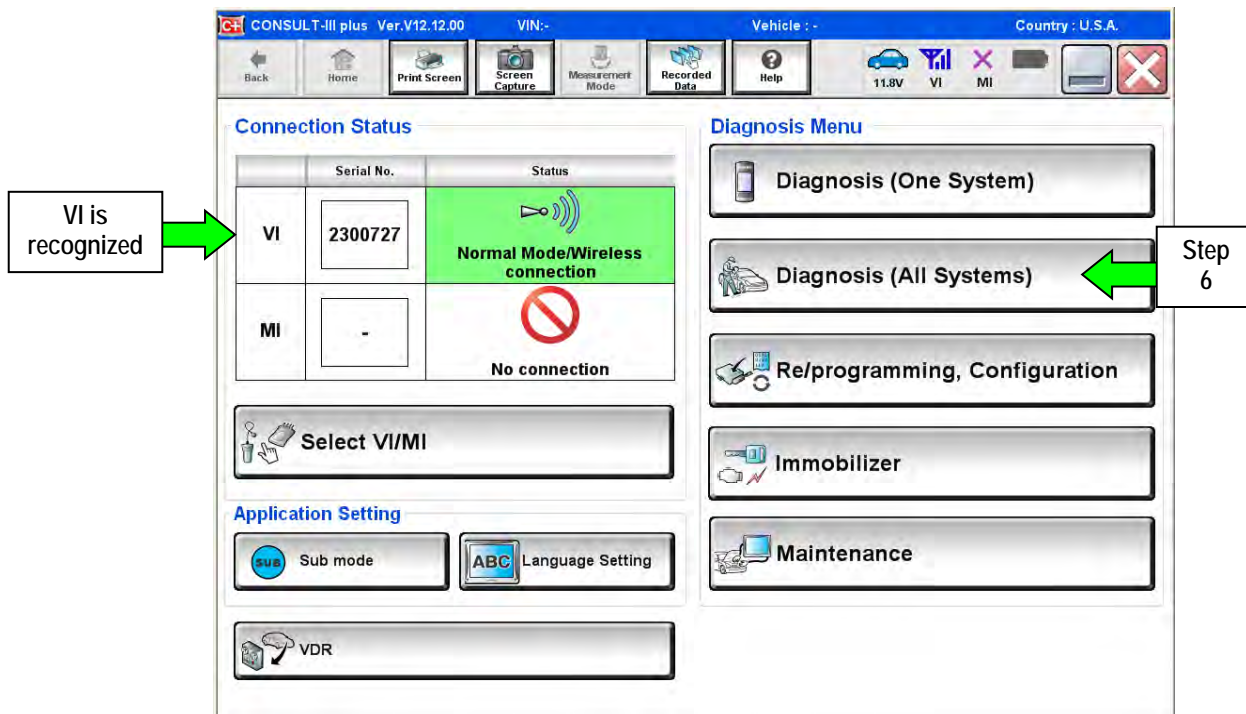 C+ CONSULT-III plus Ver.V12.12.00 VIN:- Vehicle : - Country : U.S.A.
Back
Home
Print Screen
Screen
Capture
Measurement
Mode
Recorded
Data
Help
11.8V
VI
MI
Connection Status
Serial No.
Status
VI
2300727
Normal Mode/Wireless
connection
MI
-
No connection
Select VI/MI
Application Setting
SUB
Sub mode
ABC
Language Setting
VDR
Diagnosis Menu
Diagnosis (One System)
Diagnosis (All Systems)
Re/programming, Configuration
Immobilizer
Maintenance
VI is
recognized
Step
6